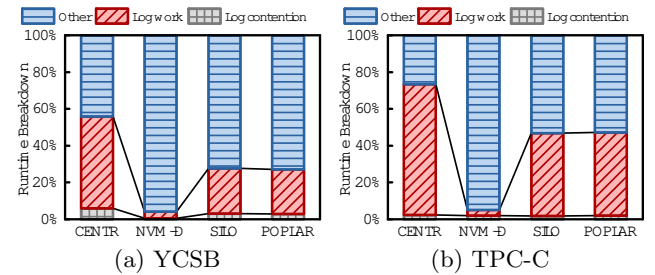 Other Log work Log contention
Other Log work Log contention
100%
80%
60%
40%
20%
0%
Runtime Breakdown
CENTR NVM-D SILO POPLAR
(a) YCSB
100%
80%
60%
40%
20%
0%
Runtime Breakdown
CENTR NVM-D SILO POPLAR
(b) TPC-C